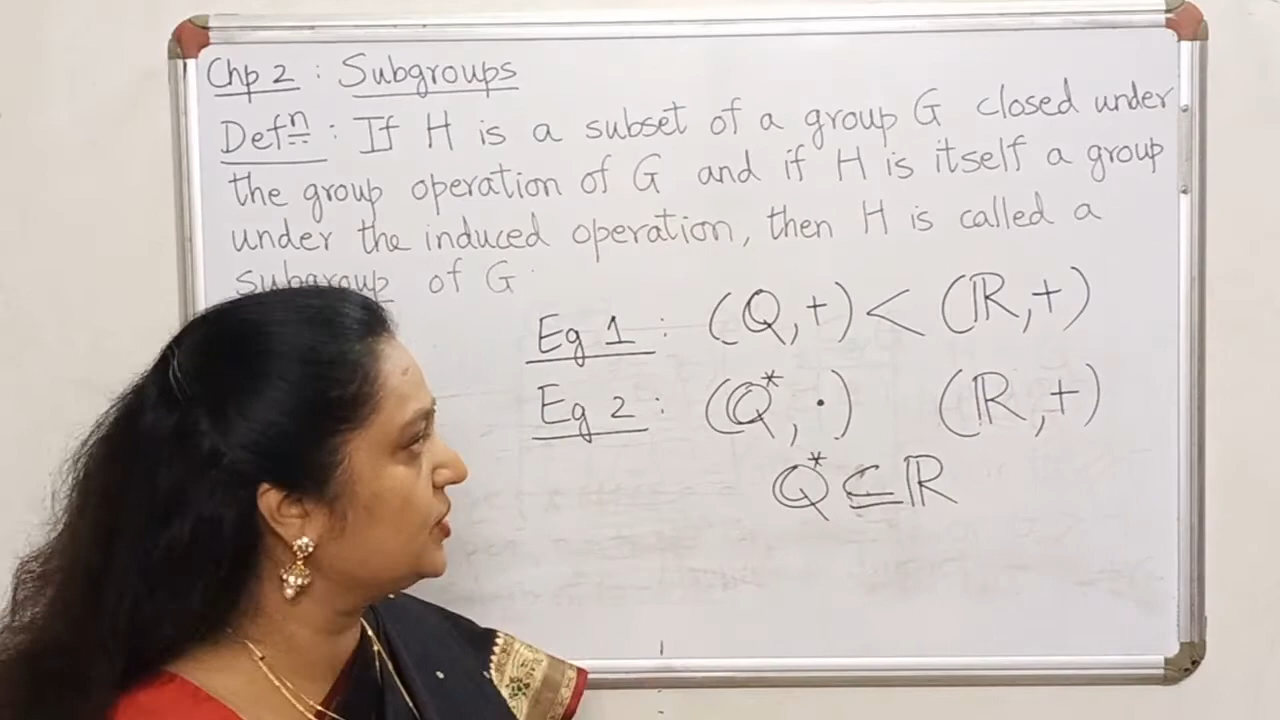 Chp 2 : Subgroups
Defⁿ : If H is a subset of a group G closed under
the group operation of G and if H is itself a group
under the induced operation, then H is called a
subgroup of G.
Eg 1 : (ℚ, +) < (ℝ, +)
Eg 2 : (ℚ*, ·) (ℝ, +)
ℚ* ⊆ ℝ